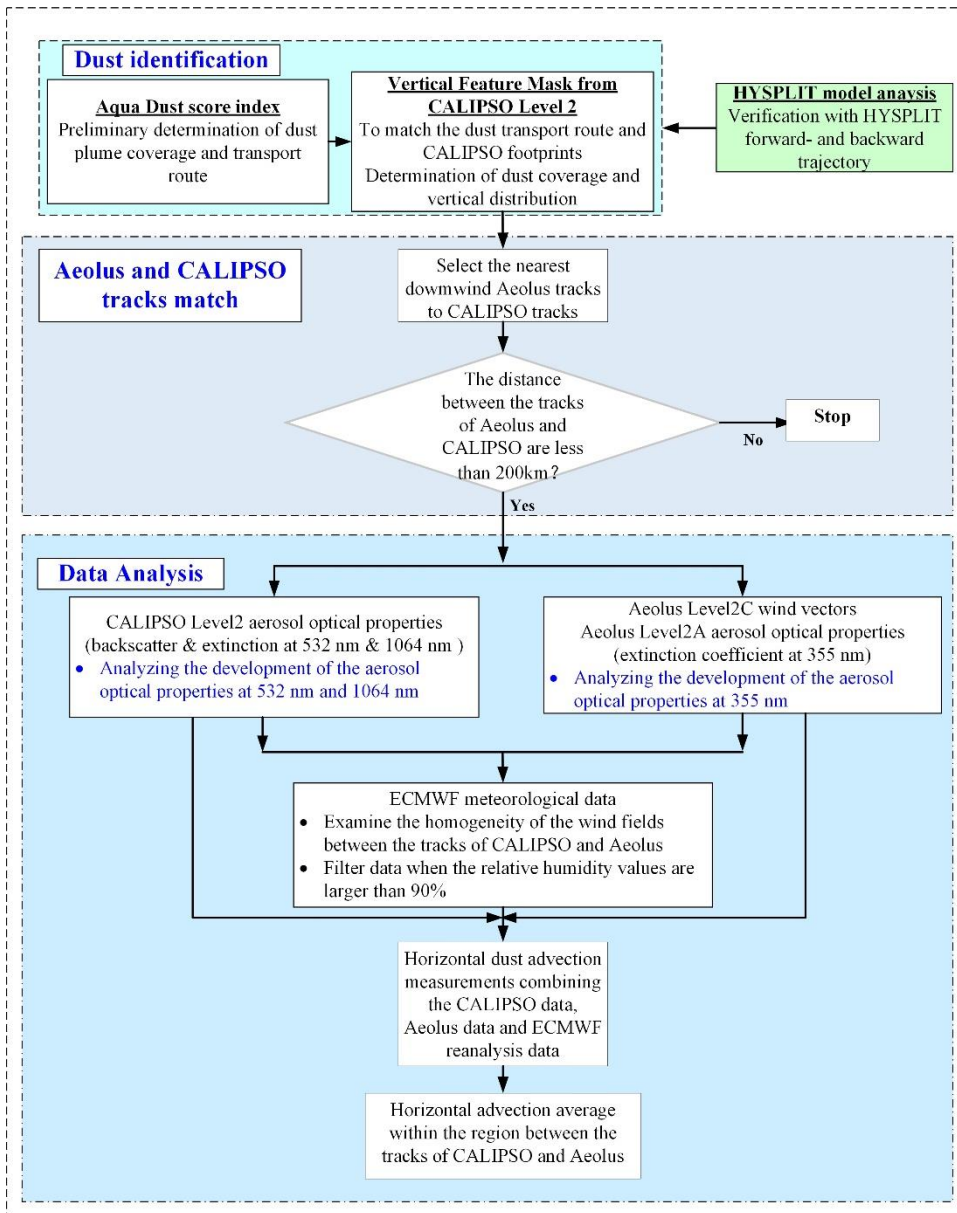 Dust identification
Aqua Dust score index
Preliminary determination of dust
plume coverage and transport
route
Vertical Feature Mask from
CALIPSO Level 2
To match the dust transport route and
CALIPSO footprints
Determination of dust coverage and
vertical distribution
HYSPLIT model anaysis
Verification with HYSPLIT
forward- and backward
trajectory
Aeolus and CALIPSO
tracks match
Select the nearest
dowmwind Aeolus tracks
to CALIPSO tracks
The distance
between the tracks
of Aeolus and
CALIPSO are less
than 200km?
No
Stop
Yes
Data Analysis
CALIPSO Level2 aerosol optical properties
(backscatter & extinction at 532 nm & 1064 nm )
• Analyzing the development of the aerosol
optical properties at 532 nm and 1064 nm
Aeolus Level2C wind vectors
Aeolus Level2A aerosol optical properties
(extinction coefficient at 355 nm)
• Analyzing the development of the aerosol
optical properties at 355 nm
ECMWF meteorological data
• Examine the homogeneity of the wind fields
between the tracks of CALIPSO and Aeolus
• Filter data when the relative humidity values are
larger than 90%
Horizontal dust advection
measurements combining
the CALIPSO data,
Aeolus data and ECMWF
reanalysis data
Horizontal advection average
within the region between the
tracks of CALIPSO and Aeolus